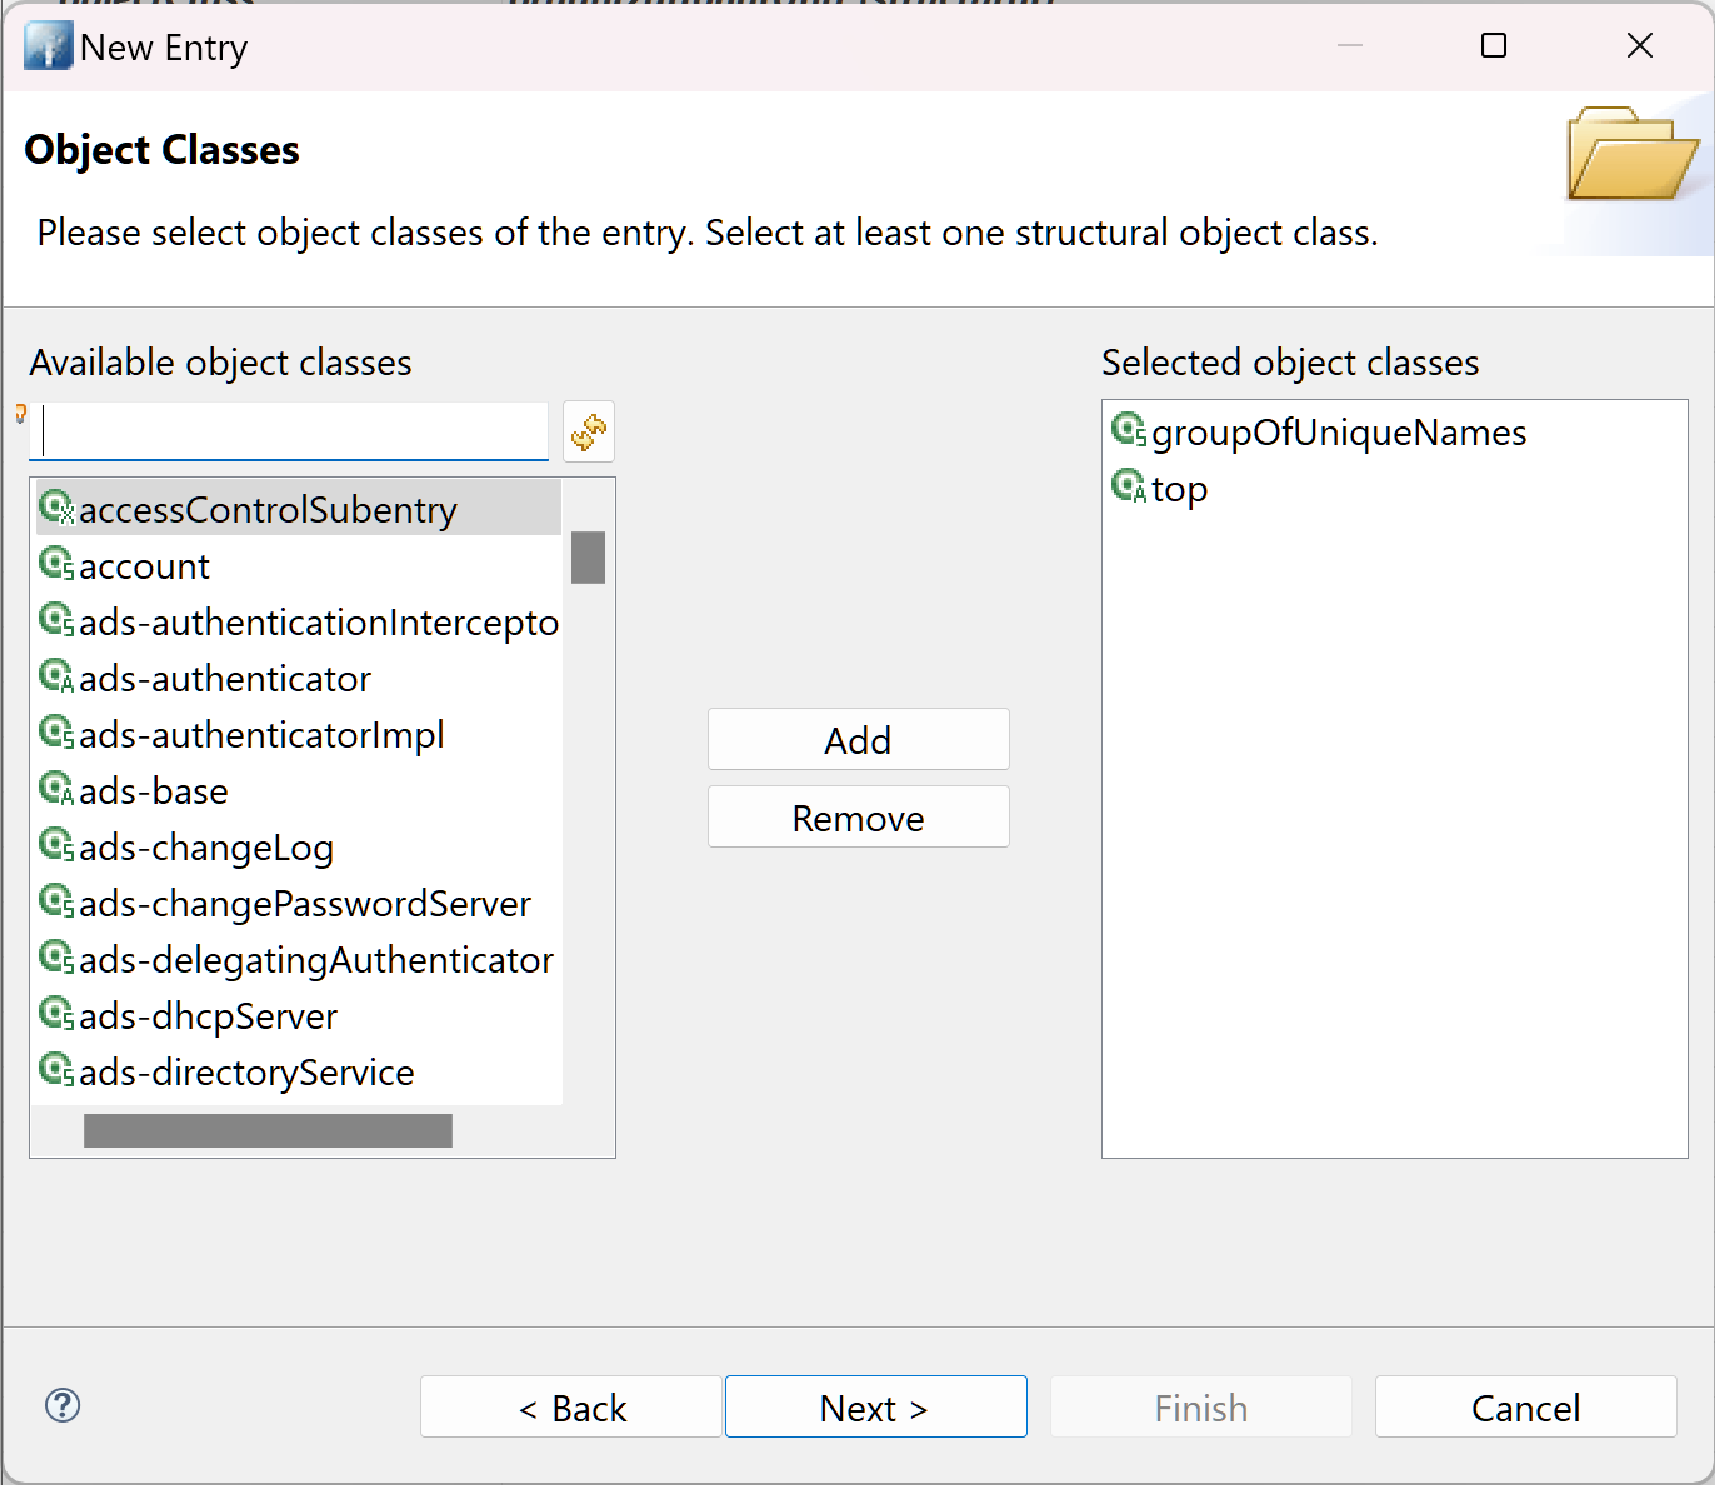 New Entry
Object Classes
Please select object classes of the entry. Select at least one structural object class.
Available object classes
accessControlSubentry
account
ads-authenticationIntercepto
ads-authenticator
ads-authenticatorImpl
ads-base
ads-changeLog
ads-changePasswordServer
ads-delegatingAuthenticator
ads-dhcpServer
ads-directoryService
Add
Remove
Selected object classes
groupOfUniqueNames
top
< Back
Next >
Finish
Cancel